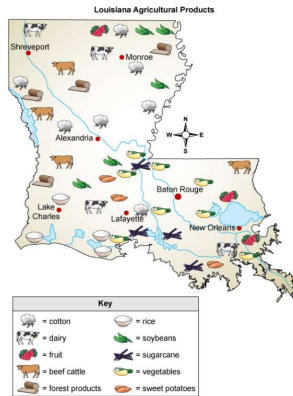 Louisiana Agricultural Products
Shreveport
Monroe
Alexandria
N
W E
S
Baton Rouge
Lake
Charles
Lafayette
New Orleans
Key
= cotton
= rice
= dairy
= soybeans
= fruit
= sugarcane
= beef cattle
= vegetables
= forest products
= sweet potatoes